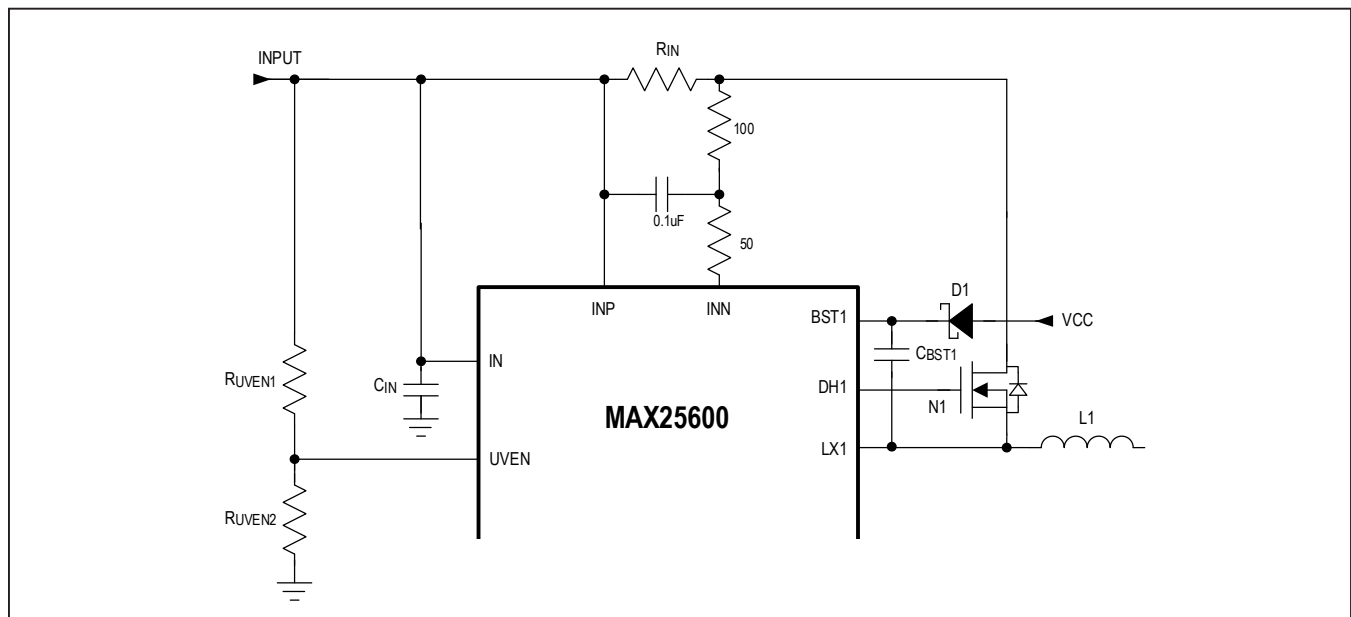 INPUT
RIN
100
0.1uF
50
INP
INN
D1
BST1
VCC
CBST1
IN
RUVEN1
CIN
DH1
N1
MAX25600
L1
LX1
UVEN
RUVEN2